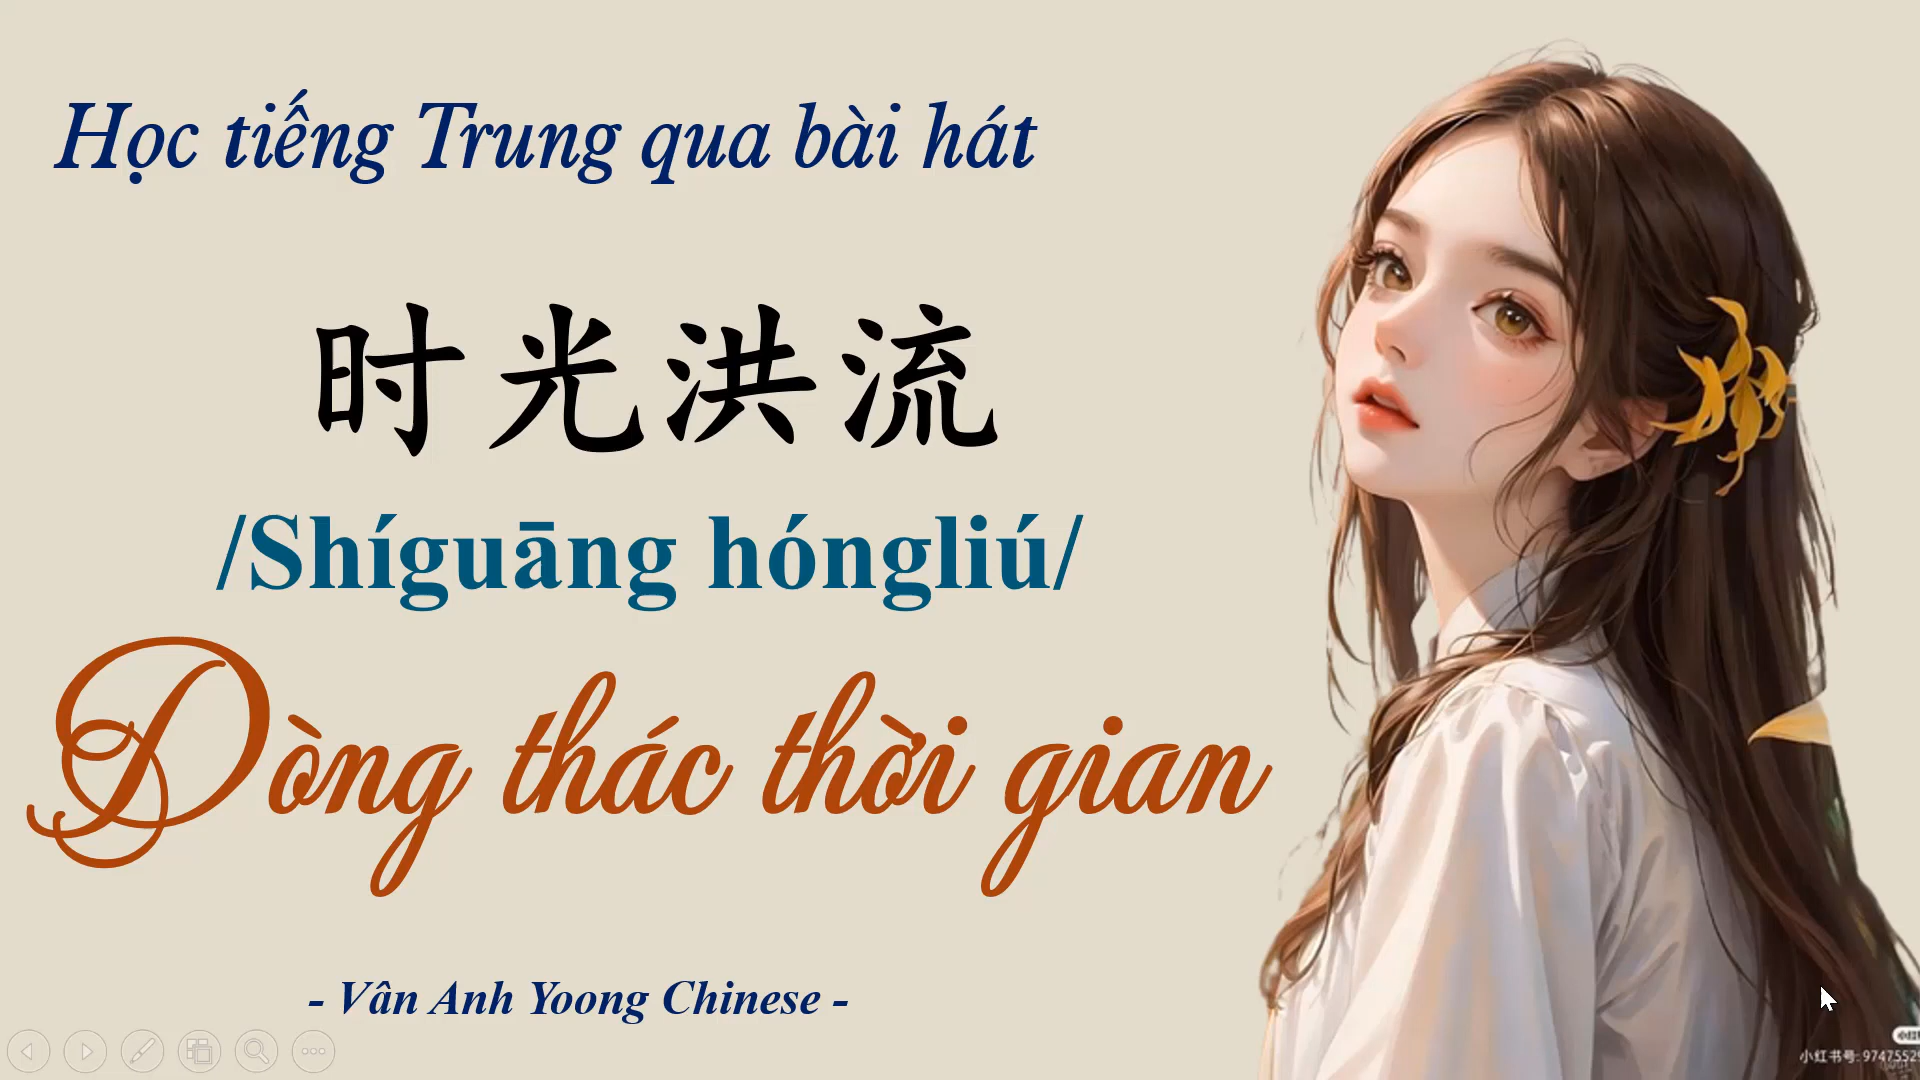 Học tiếng Trung qua bài hát
时光洪流
/Shíguāng hóngliú/
Dòng thác thời gian
- Vân Anh Yoong Chinese -
小红书号: 97475529